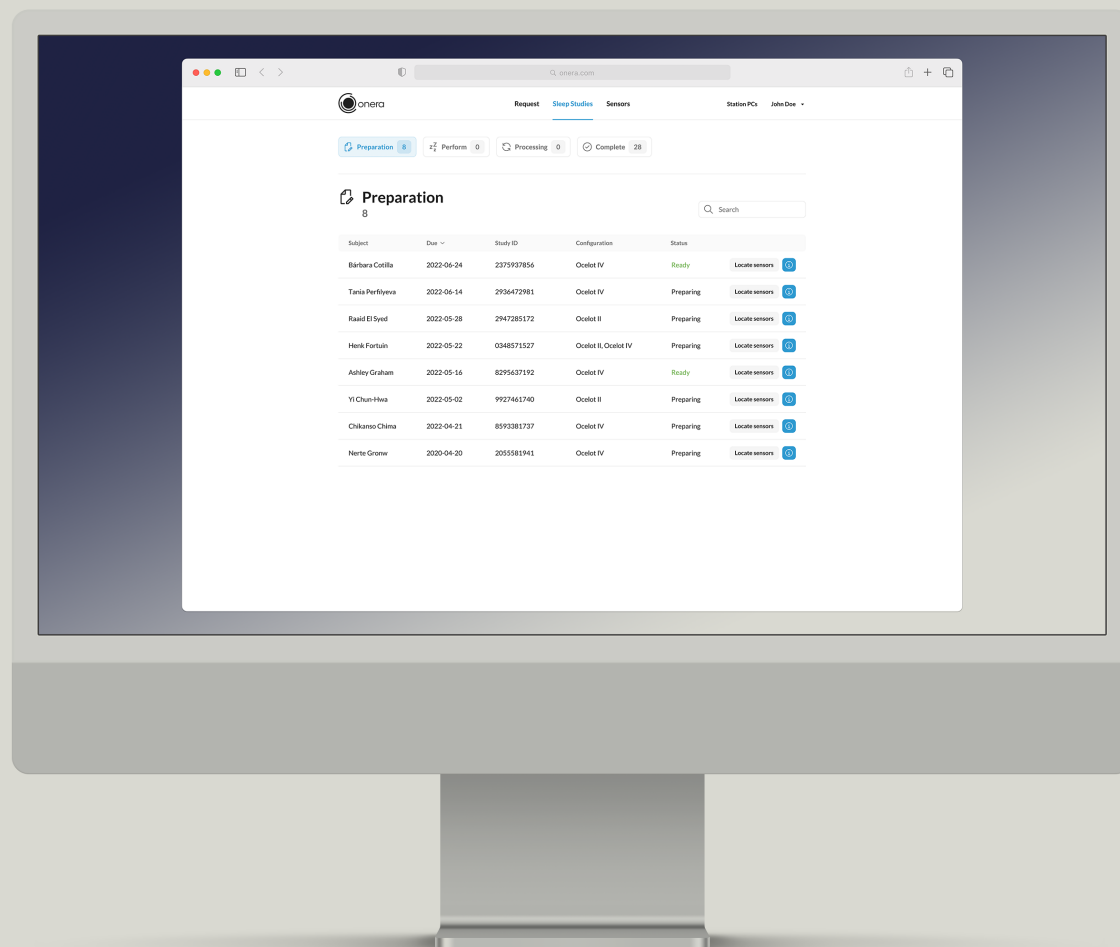 onera.com
onera Request Sleep Studies Sensors Station PCs John Doe
Preparation 8 Perform 0 Processing 0 Complete 28
Preparation
8
Search
Subject Due Study ID Configuration Status
Bárbara Cotilla 2022-06-24 2375937856 Ocelot IV Ready Locate sensors
Tania Perfilyeva 2022-06-14 2936472981 Ocelot IV Preparing Locate sensors
Raaid El Syed 2022-05-28 2947285172 Ocelot II Preparing Locate sensors
Henk Fortuin 2022-05-22 0348571527 Ocelot II, Ocelot IV Preparing Locate sensors
Ashley Graham 2022-05-16 8295637192 Ocelot IV Ready Locate sensors
Yi Chun-Hwa 2022-05-02 9927461740 Ocelot II Preparing Locate sensors
Chikanso Chima 2022-04-21 8593381737 Ocelot IV Preparing Locate sensors
Nerte Gronw 2020-04-20 2055581941 Ocelot IV Preparing Locate sensors